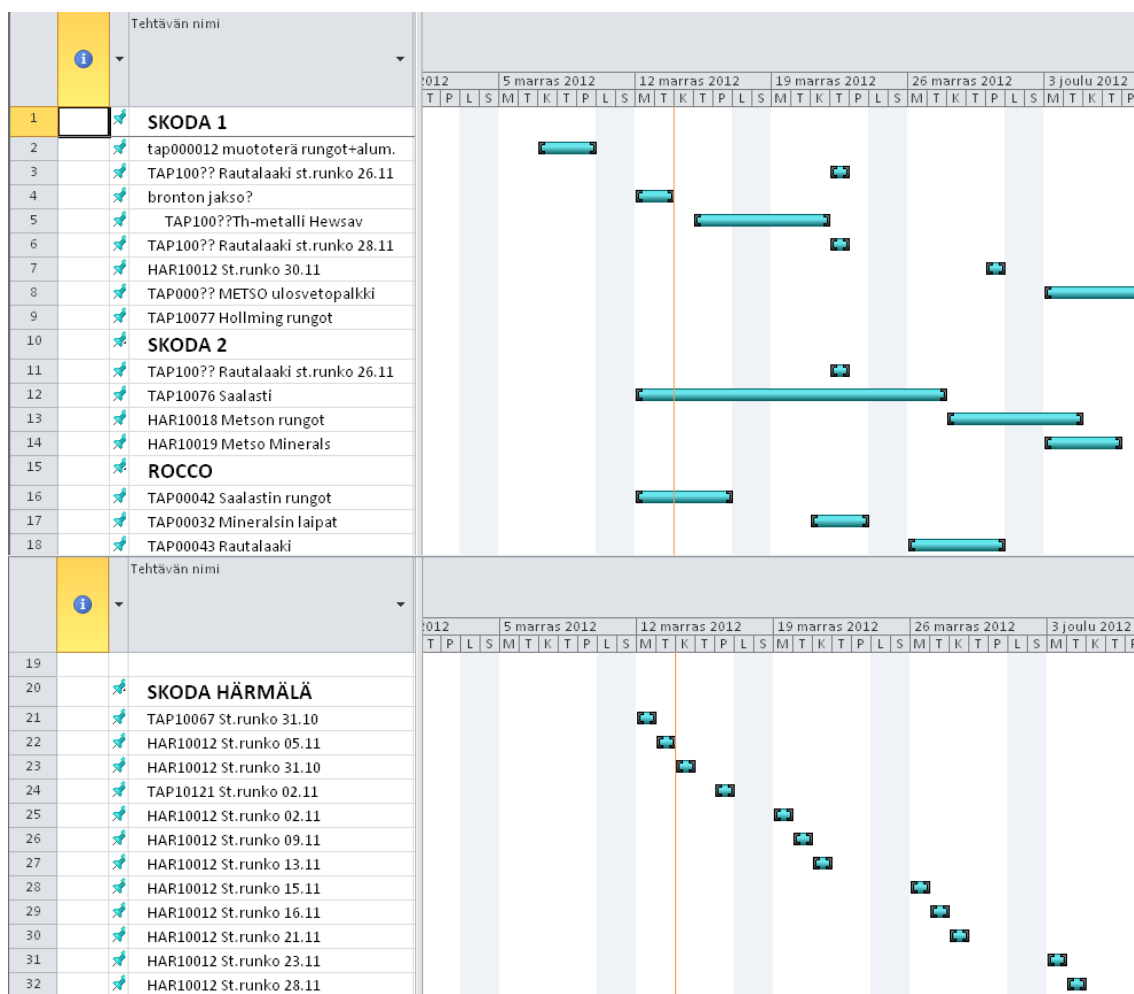 Tehtävän nimi
2012 5 marras 2012 12 marras 2012 19 marras 2012 26 marras 2012 3 joulu 2012
T P L S M T K T P L S M T K T P L S M T K T P L S M T K T P L S M T K T P
1 SKODA 1
2 tap000012 muototerä rungot+alum.
3 TAP100?? Rautalaaki st.runko 26.11
4 bronton jakso?
5 TAP100??Th-metalli Hewsav
6 TAP100?? Rautalaaki st.runko 28.11
7 HAR10012 St.runko 30.11
8 TAP000?? METSO ulosvetopalkki
9 TAP10077 Hollming rungot
10 SKODA 2
11 TAP100?? Rautalaaki st.runko 26.11
12 TAP10076 Saalasti
13 HAR10018 Metson rungot
14 HAR10019 Metso Minerals
15 ROCCO
16 TAP00042 Saalastin rungot
17 TAP00032 Mineralsin laipat
18 TAP00043 Rautalaaki
Tehtävän nimi
2012 5 marras 2012 12 marras 2012 19 marras 2012 26 marras 2012 3 joulu 2012
T P L S M T K T P L S M T K T P L S M T K T P L S M T K T P L S M T K T P
19
20 SKODA HÄRMÄLÄ
21 TAP10067 St.runko 31.10
22 HAR10012 St.runko 05.11
23 HAR10012 St.runko 31.10
24 TAP10121 St.runko 02.11
25 HAR10012 St.runko 02.11
26 HAR10012 St.runko 09.11
27 HAR10012 St.runko 13.11
28 HAR10012 St.runko 15.11
29 HAR10012 St.runko 16.11
30 HAR10012 St.runko 21.11
31 HAR10012 St.runko 23.11
32 HAR10012 St.runko 28.11